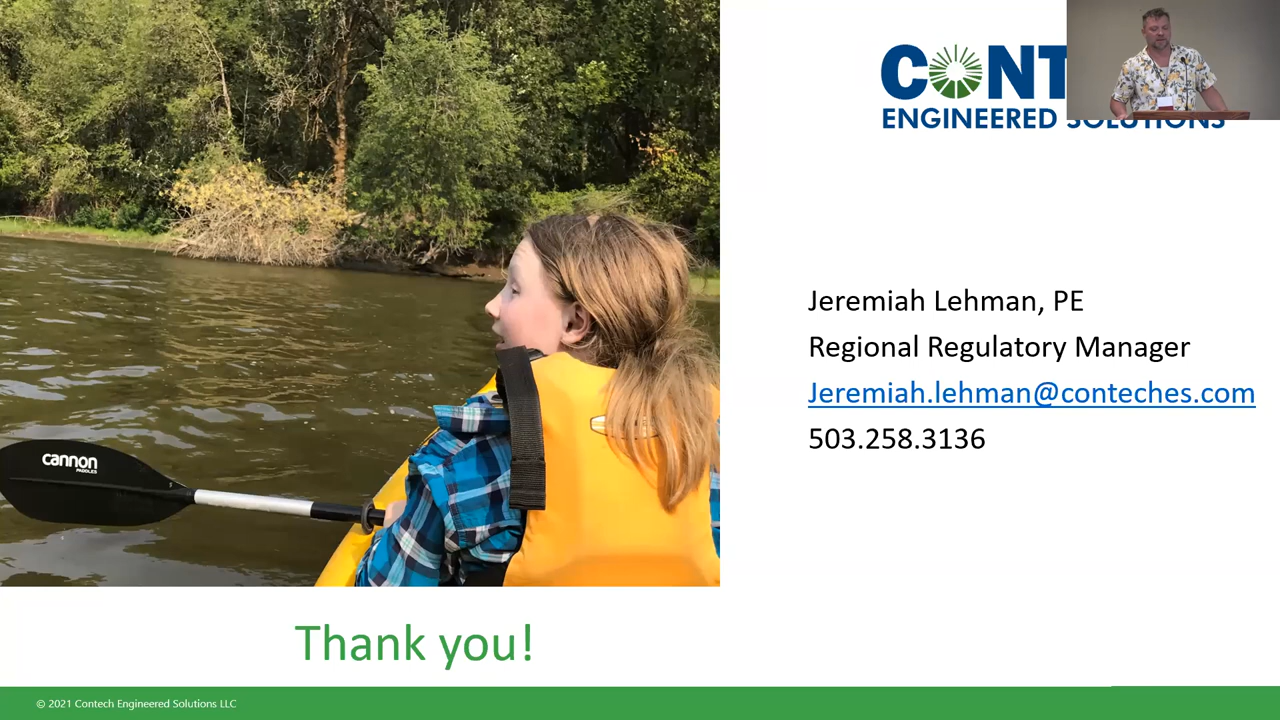 CONT
ENGINEERED SOLUTIONS
Jeremiah Lehman, PE
Regional Regulatory Manager
Jeremiah.lehman@conteches.com
503.258.3136
cannon
PADDLES
Thank you!
© 2021 Contech Engineered Solutions LLC